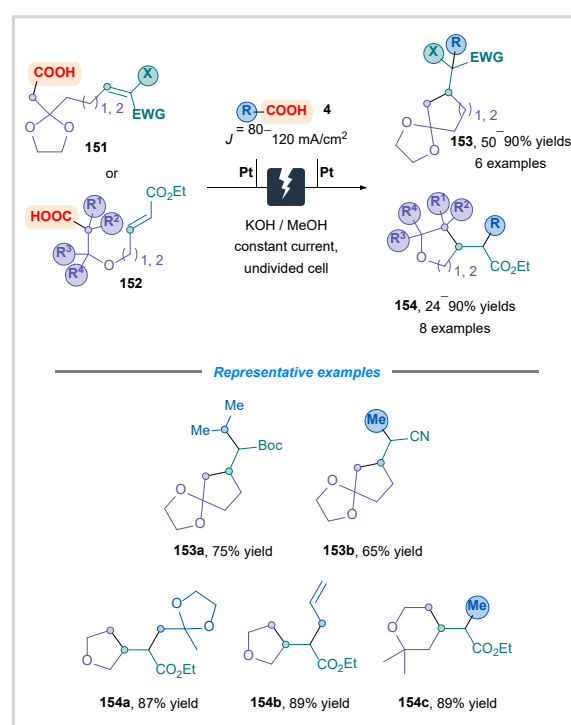 COOH
X
1, 2
EWG
O O
151
or
HOOC
R¹
R²
R³
R⁴
O
CO₂Et
1, 2
152
R COOH 4
J = 80–120 mA/cm²
Pt Pt
KOH / MeOH
constant current,
undivided cell
R
X EWG
1, 2
O
O
153, 50–90% yields
6 examples
R⁴ R¹ R²
R³ R
O
1, 2
CO₂Et
154, 24–90% yields
8 examples
Representative examples
Me
Me
Boc
O
O
153a, 75% yield
Me
CN
O
O
153b, 65% yield
O O
O
CO₂Et
154a, 87% yield
O
CO₂Et
154b, 89% yield
Me
O
CO₂Et
154c, 89% yield